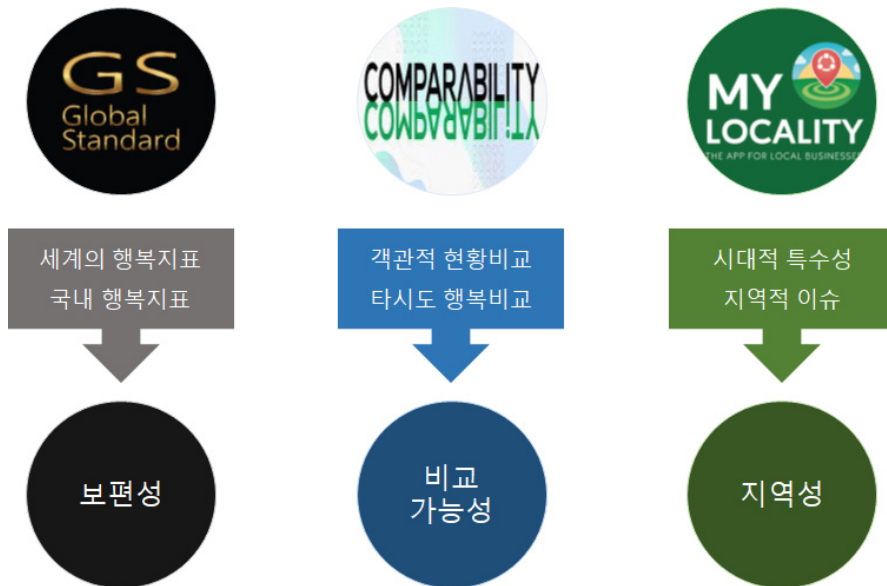 GS
Global
Standard
COMPARABILITY
COMPARABILITY
MY
LOCALITY
THE APP FOR LOCAL BUSINESSES
세계의 행복지표
국내 행복지표
객관적 현황비교
타시도 행복비교
시대적 특수성
지역적 이슈
보편성
비교
가능성
지역성